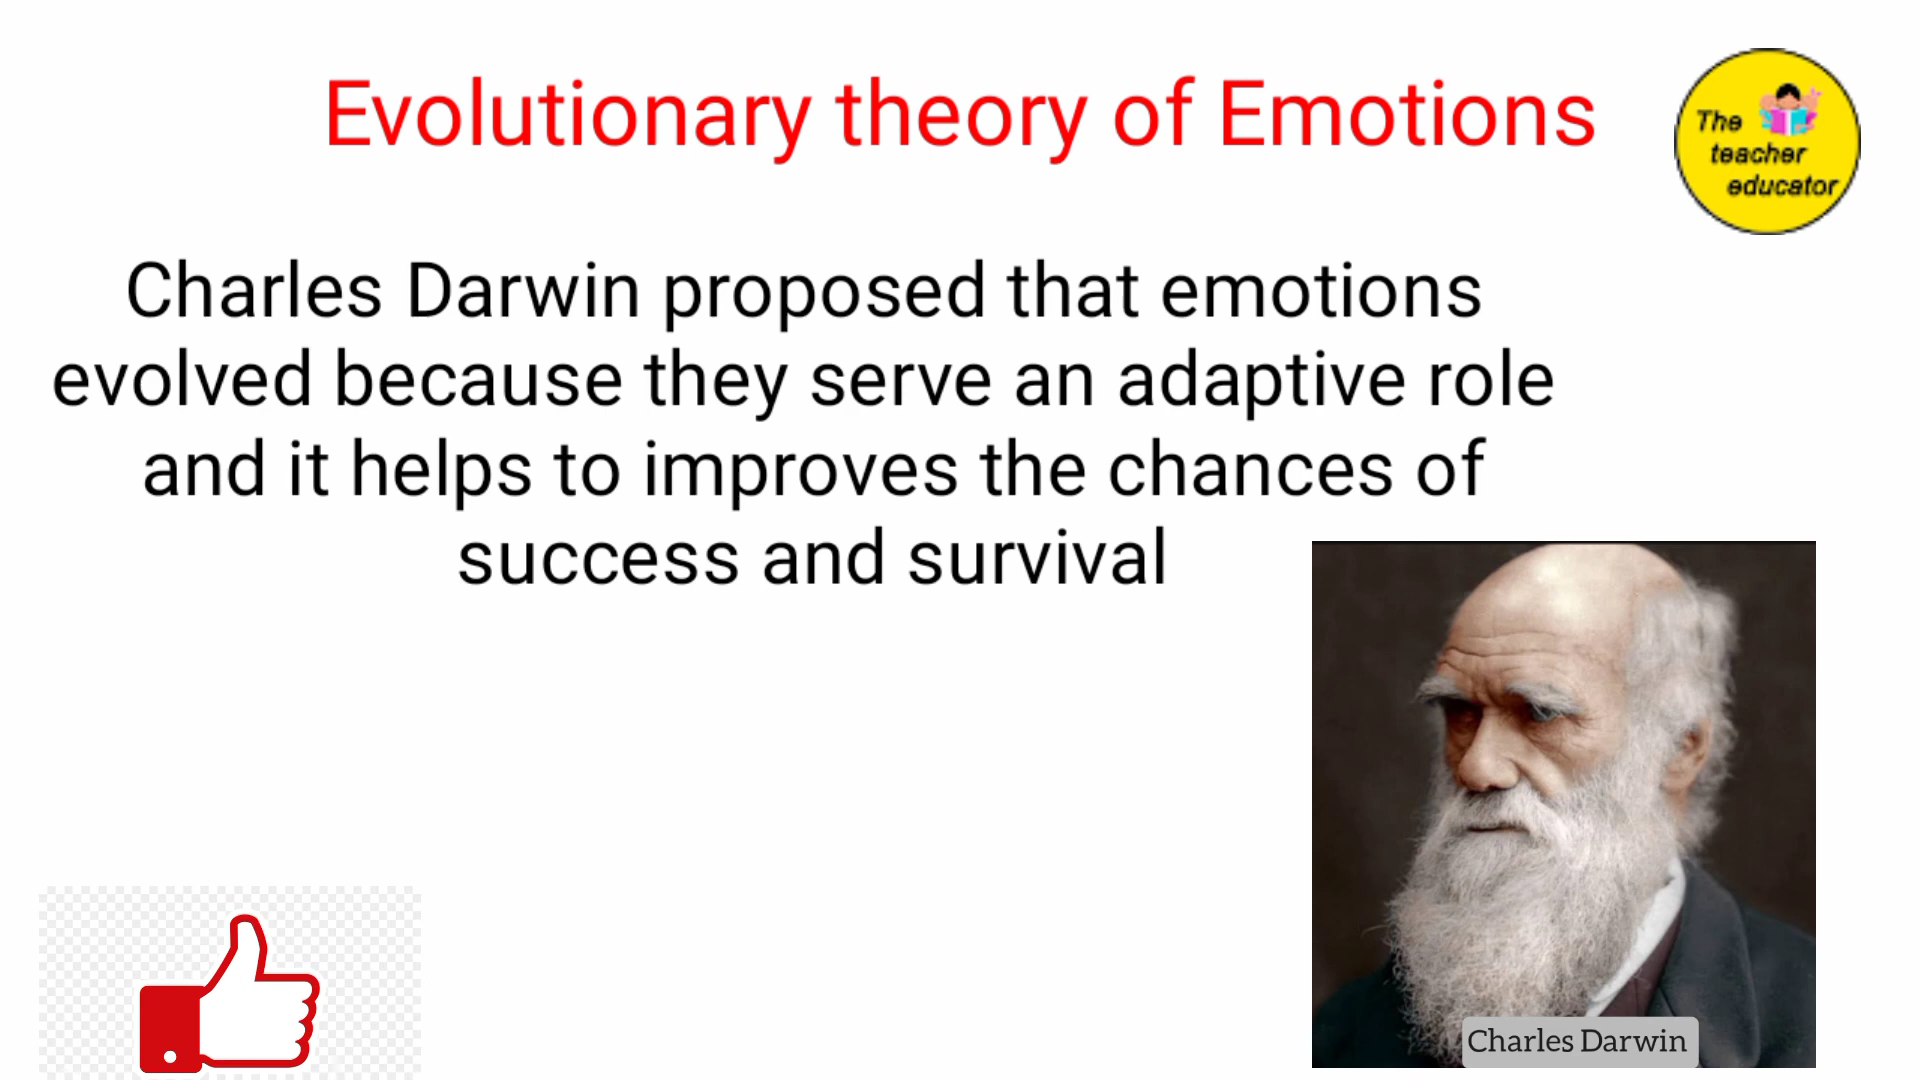 Evolutionary theory of Emotions
The
teacher
educator
Charles Darwin proposed that emotions
evolved because they serve an adaptive role
and it helps to improves the chances of
success and survival
Charles Darwin